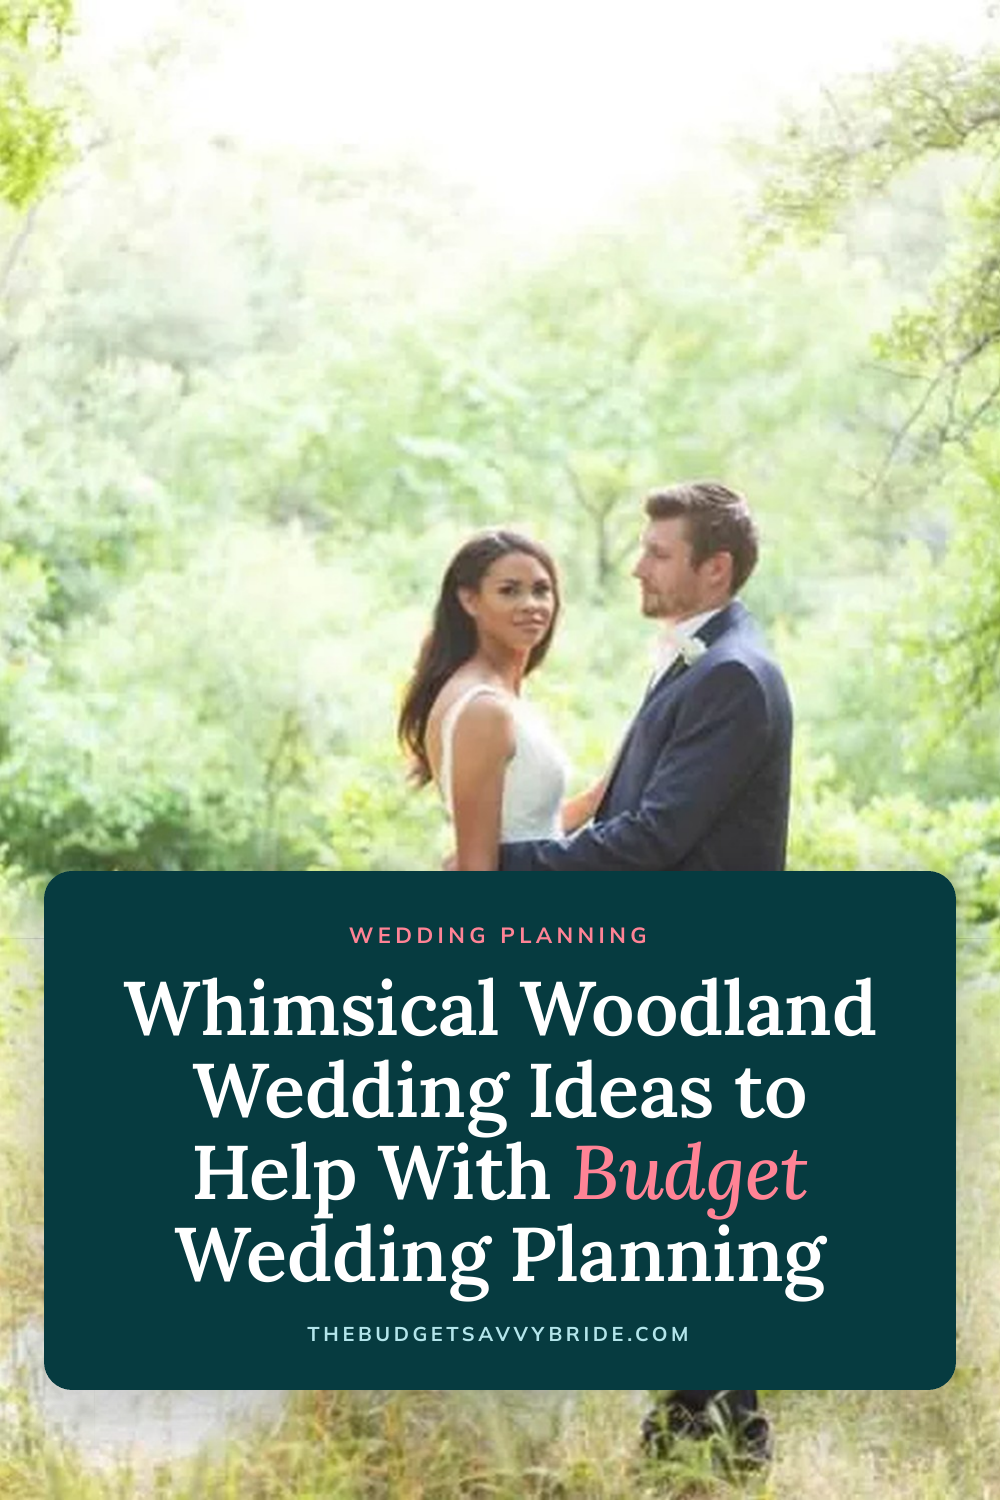 WEDDING PLANNING
Whimsical Woodland
Wedding Ideas to
Help With Budget
Wedding Planning
THEBUDGETSAVVYBRIDE.COM